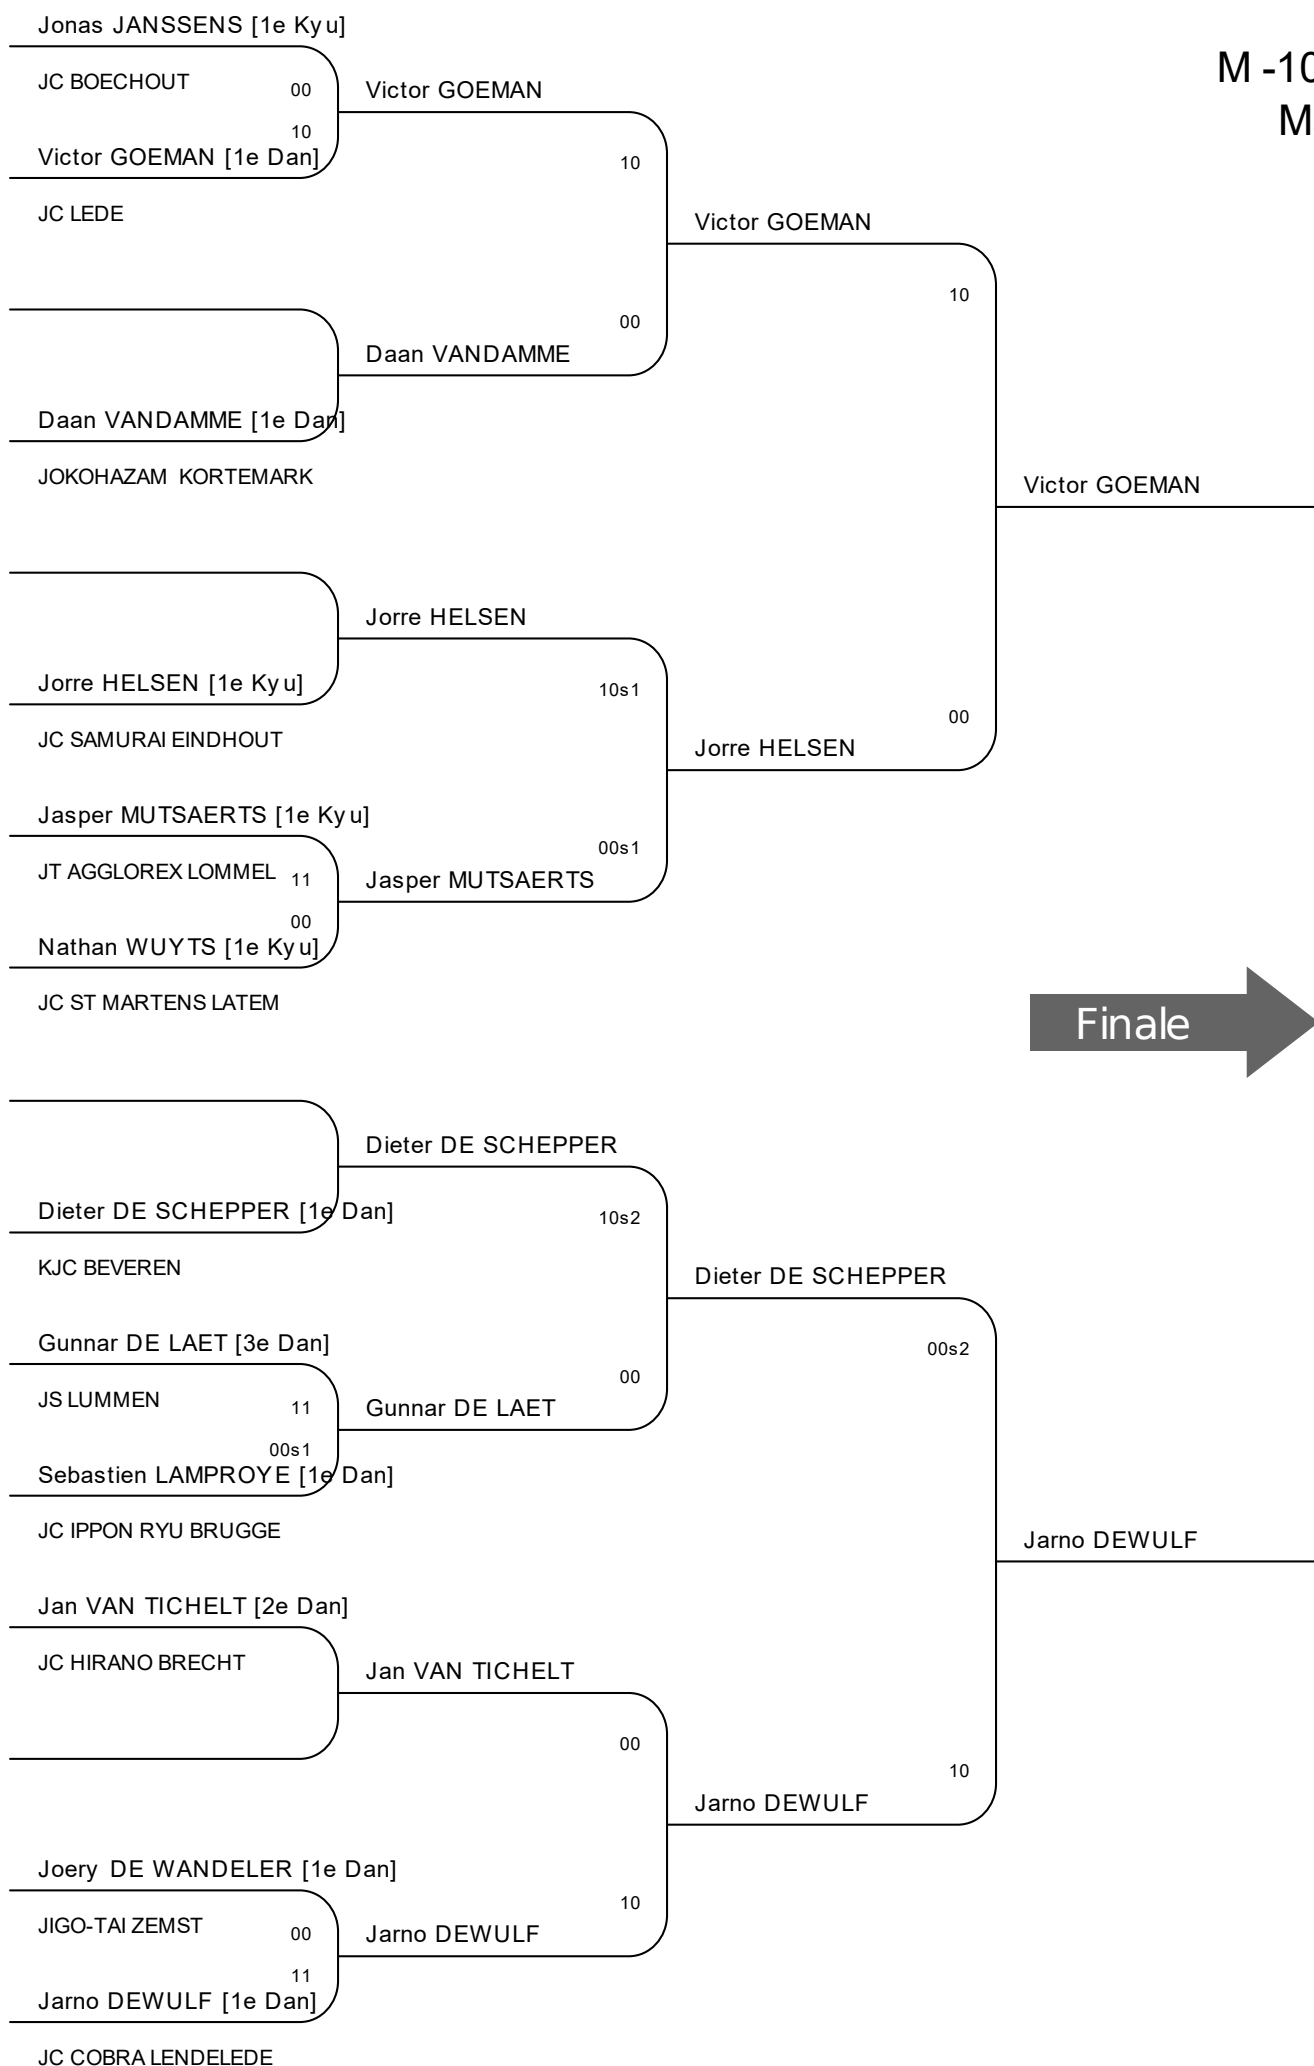 Jonas JANSSENS [1e Kyu]
JC BOECHOUT
00
Victor GOEMAN
M -10
M
10
Victor GOEMAN [1e Dan]
10
JC LEDE
Victor GOEMAN
10
00
Daan VANDAMME
Daan VANDAMME [1e Dan]
JOKOHAZAM KORTEMARK
Victor GOEMAN
Jorre HELSEN
Jorre HELSEN [1e Kyu]
10s1
JC SAMURAI EINDHOUT
00
Jorre HELSEN
Jasper MUTSAERTS [1e Kyu]
00s1
JT AGGLOREX LOMMEL
11
Jasper MUTSAERTS
00
Nathan WUYTS [1e Kyu]
JC ST MARTENS LATEM
Finale
Dieter DE SCHEPPER
Dieter DE SCHEPPER [1e Dan]
10s2
KJC BEVEREN
Dieter DE SCHEPPER
Gunnar DE LAET [3e Dan]
00s2
00
JS LUMMEN
11
Gunnar DE LAET
00s1
Sebastien LAMPROYE [1e Dan]
JC IPPON RYU BRUGGE
Jarno DEWULF
Jan VAN TICHELT [2e Dan]
JC HIRANO BRECHT
Jan VAN TICHELT
00
10
Jarno DEWULF
Joery DE WANDELER [1e Dan]
10
JIGO-TAI ZEMST
00
Jarno DEWULF
11
Jarno DEWULF [1e Dan]
JC COBRA LENDELEDE